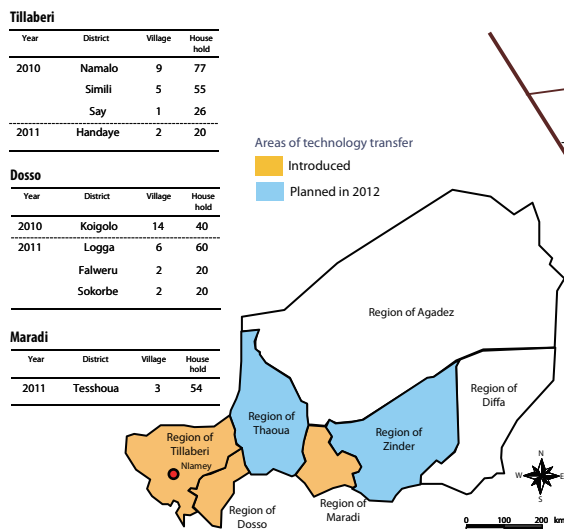 Tillaberi
Year District Village House hold
2010 Namalo 9 77
Simili 5 55
Say 1 26
2011 Handaye 2 20
Dosso
Year District Village House hold
2010 Koigolo 14 40
2011 Logga 6 60
Falweru 2 20
Sokorbe 2 20
Maradi
Year District Village House hold
2011 Tesshoua 3 54
Areas of technology transfer
Introduced
Planned in 2012
Region of Agadez
Region of Diffa
Region of Thaoua
Region of Zinder
Region of Tillaberi
NIamey
Region of Dosso
Region of Maradi
N
W E
S
0 100 200 km